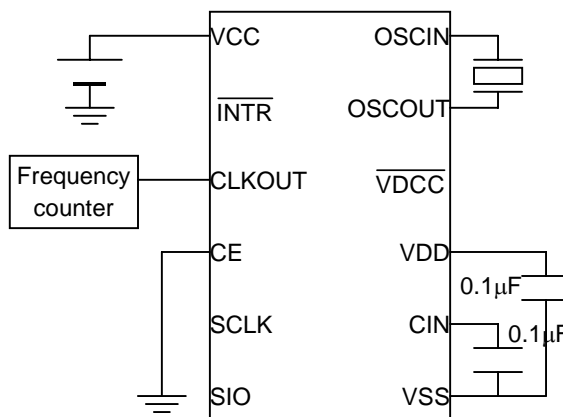 VCC OSCIN
INTR OSCOUT
Frequency
counter
CLKOUT VDCC
CE VDD
0.1µF
SCLK CIN 0.1µF
SIO VSS